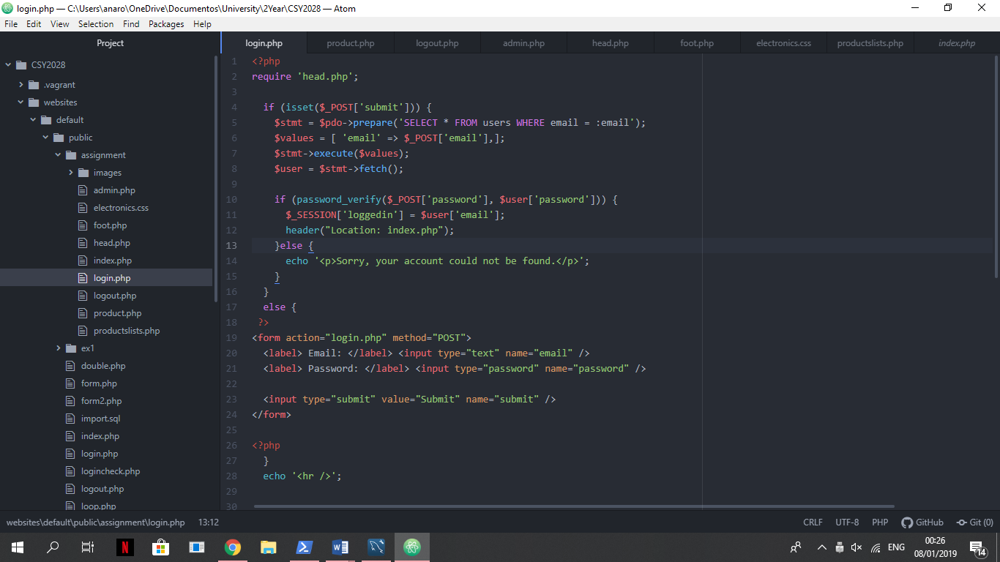 login.php — C:\Users\anaro\OneDrive\Documentos\University\2Year\CSY2028 — Atom
File Edit View Selection Find Packages Help
Project
CSY2028
.vagrant
websites
default
public
assignment
images
admin.php
electronics.css
foot.php
head.php
index.php
login.php
logout.php
product.php
productslists.php
ex1
double.php
form.php
form2.php
import.sql
index.php
login.php
logincheck.php
logout.php
loop.php
login.php product.php logout.php admin.php head.php foot.php electronics.css productslists.php index.php
1 <?php
2 require 'head.php';
3
4   if (isset($_POST['submit'])) {
5     $stmt = $pdo->prepare('SELECT * FROM users WHERE email = :email');
6     $values = [ 'email' => $_POST['email'],];
7     $stmt->execute($values);
8     $user = $stmt->fetch();
9
10     if (password_verify($_POST['password'], $user['password'])) {
11       $_SESSION['loggedin'] = $user['email'];
12       header("Location: index.php");
13     }else {
14       echo '<p>Sorry, your account could not be found.</p>';
15     }
16   }
17   else {
18  ?>
19 <form action="login.php" method="POST">
20   <label> Email: </label> <input type="text" name="email" />
21   <label> Password: </label> <input type="password" name="password" />
22
23   <input type="submit" value="Submit" name="submit" />
24 </form>
25
26 <?php
27   }
28   echo '<hr />';
29
30
websites\default\public\assignment\login.php 13:12 CRLF UTF-8 PHP GitHub Git (0)
ENG 00:26
08/01/2019
14